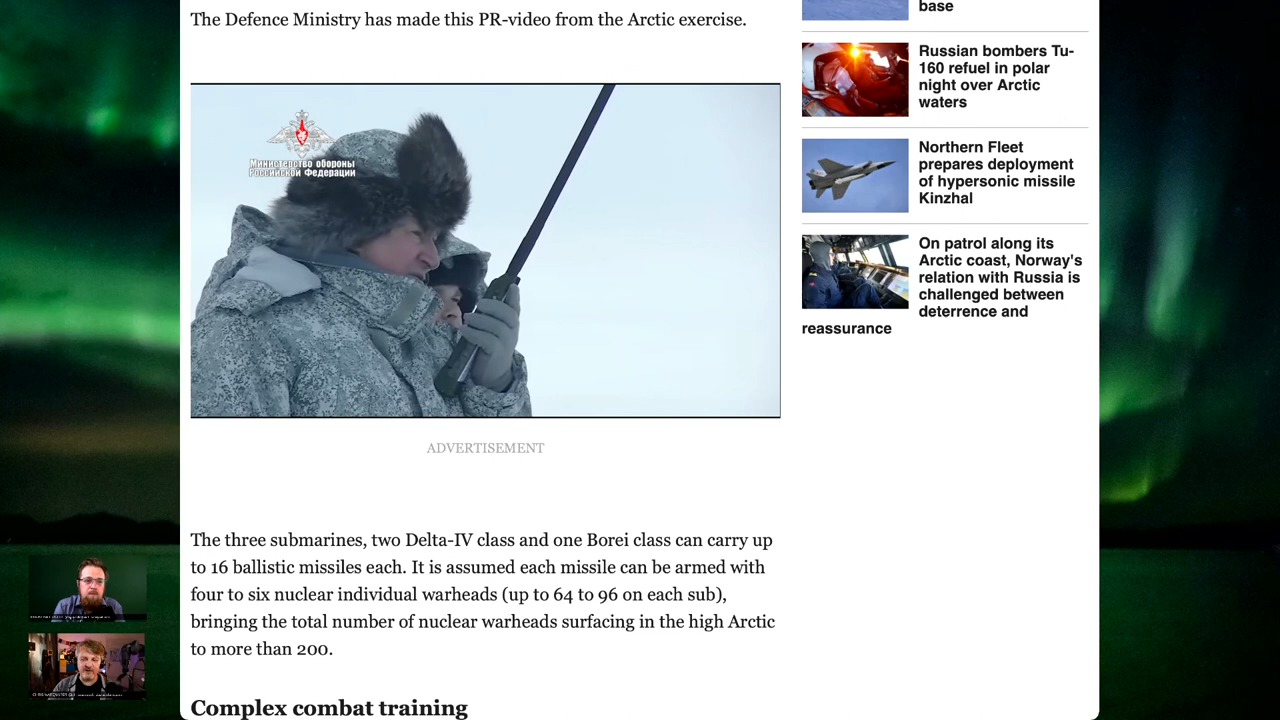 The Defence Ministry has made this PR-video from the Arctic exercise.
Министерство обороны
Российской Федерации
ADVERTISEMENT
The three submarines, two Delta-IV class and one Borei class can carry up
to 16 ballistic missiles each. It is assumed each missile can be armed with
four to six nuclear individual warheads (up to 64 to 96 on each sub),
bringing the total number of nuclear warheads surfacing in the high Arctic
to more than 200.
Complex combat training
base
Russian bombers Tu-
160 refuel in polar
night over Arctic
waters
Northern Fleet
prepares deployment
of hypersonic missile
Kinzhal
On patrol along its
Arctic coast, Norway's
relation with Russia is
challenged between
deterrence and
reassurance